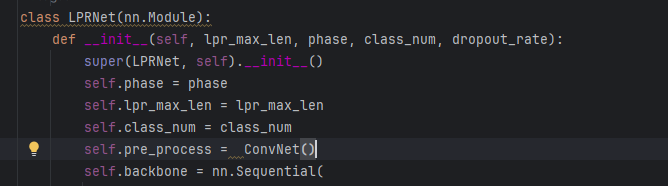 class LPRNet(nn.Module):
    def __init__(self, lpr_max_len, phase, class_num, dropout_rate):
        super(LPRNet, self).__init__()
        self.phase = phase
        self.lpr_max_len = lpr_max_len
        self.class_num = class_num
        self.pre_process =  ConvNet()
        self.backbone = nn.Sequential(